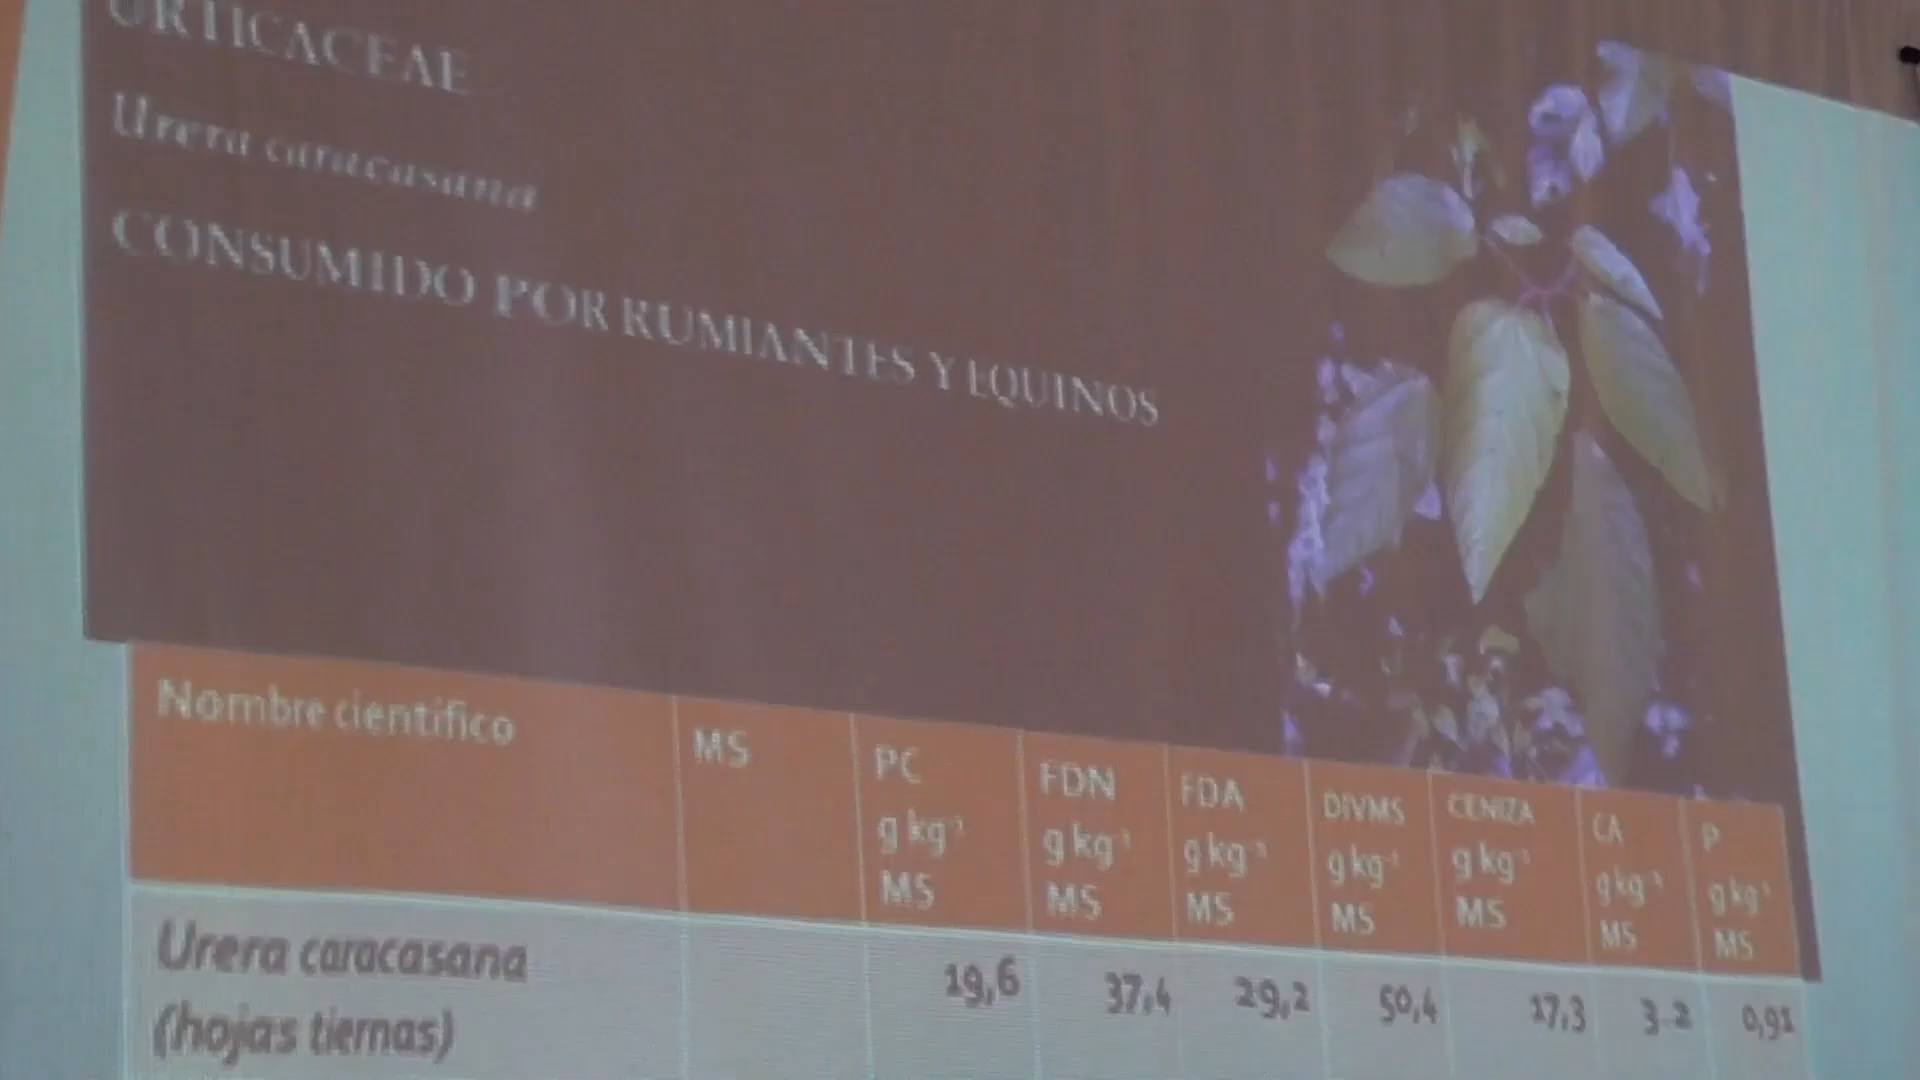 URTICACEAE
Urera caracasana
CONSUMIDO POR RUMIANTES Y EQUINOS
Nombre científico MS PC g kg⁻¹ MS FDN g kg⁻¹ MS FDA g kg⁻¹ MS DIVMS g kg⁻¹ MS CENIZA g kg⁻¹ MS CA g kg⁻¹ MS P g kg⁻¹ MS
Urera caracasana (hojas tiernas) 19,6 37,4 29,2 50,4 17,3 3.2 0,91